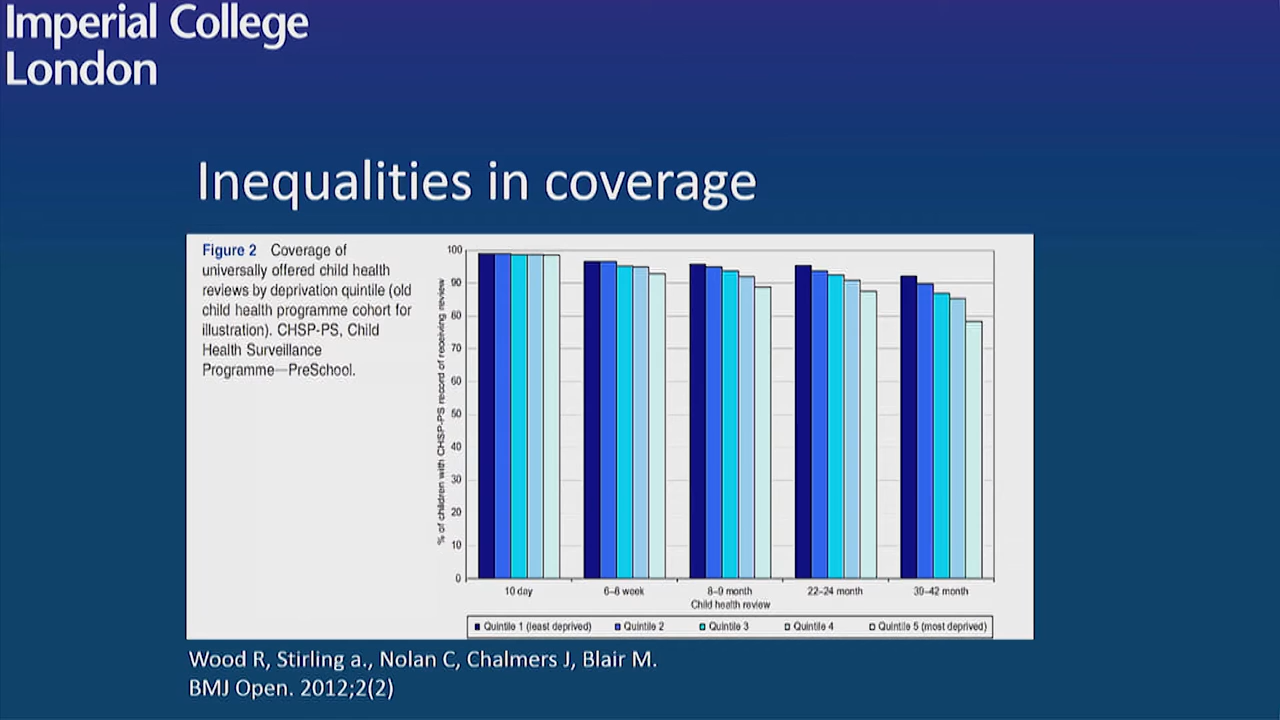 Imperial College
London
Inequalities in coverage
Figure 2 Coverage of
universally offered child health
reviews by deprivation quintile (old
child health programme cohort for
illustration). CHSP-PS, Child
Health Surveillance
Programme—PreSchool.
% of children with CHSP-PS record of receiving review
100
90
80
70
60
50
40
30
20
10
0
10 day
6–8 week
8–9 month
22–24 month
39–42 month
Child health review
Quintile 1 (least deprived)
Quintile 2
Quintile 3
Quintile 4
Quintile 5 (most deprived)
Wood R, Stirling a., Nolan C, Chalmers J, Blair M.
BMJ Open. 2012;2(2)